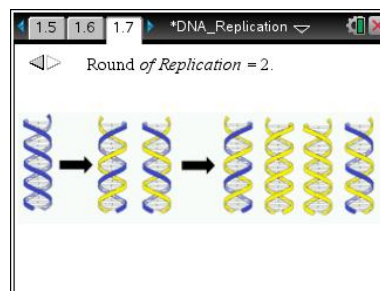 1.5 1.6 1.7 *DNA_Replication
Round of Replication = 2.